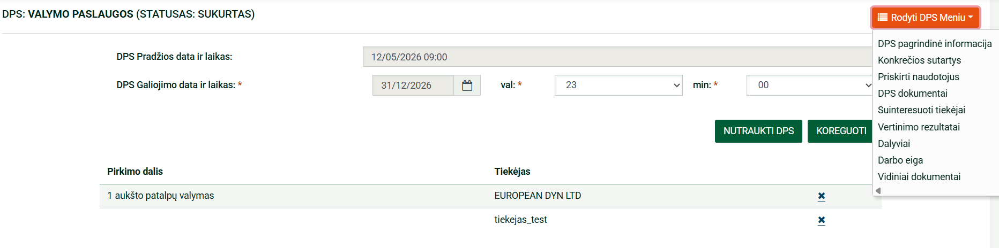 DPS: VALYMO PASLAUGOS (STATUSAS: SUKURTAS)
Rodyti DPS Meniu
DPS pagrindinė informacija
Konkrečios sutartys
Priskirti naudotojus
DPS dokumentai
Suinteresuoti tiekėjai
Vertinimo rezultatai
Dalyviai
Darbo eiga
Vidiniai dokumentai
DPS Pradžios data ir laikas: 12/05/2026 09:00
DPS Galiojimo data ir laikas: * 31/12/2026 val: * 23 min: * 00
NUTRAUKTI DPS KOREGUOTI
Pirkimo dalis Tiekėjas
1 aukšto patalpų valymas EUROPEAN DYN LTD
tiekejas_test